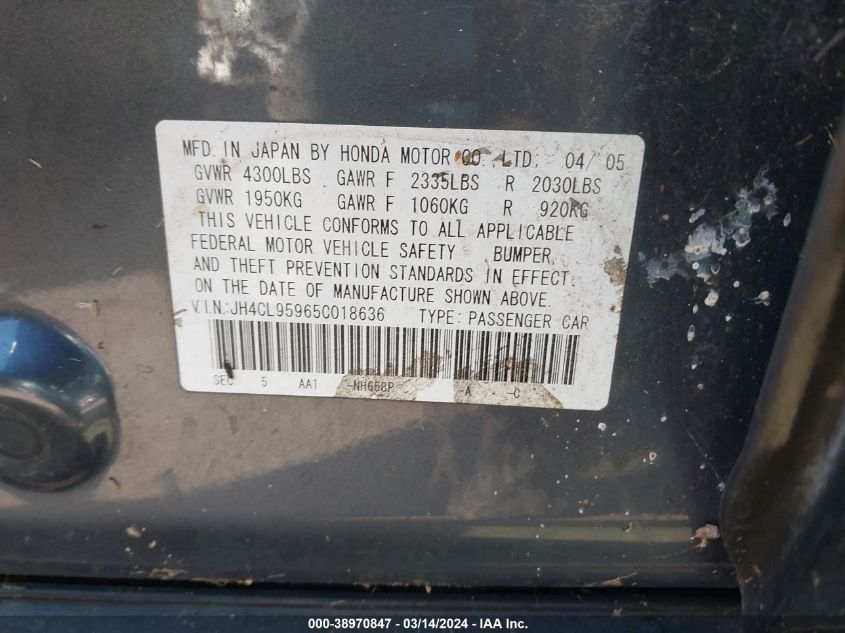 MFD. IN JAPAN BY HONDA MOTOR CO.,LTD. 04/ 05
GVWR 4300LBS GAWR F 2335LBS R 2030LBS
GVWR 1950KG GAWR F 1060KG R 920KG
THIS VEHICLE CONFORMS TO ALL APPLICABLE
FEDERAL MOTOR VEHICLE SAFETY BUMPER,
AND THEFT PREVENTION STANDARDS IN EFFECT.
ON THE DATE OF MANUFACTURE SHOWN ABOVE.
VIN:JH4CL95965C018636 TYPE: PASSENGER CAR
SEC 5 AA1 -NH658P -A -C
000-38970847 - 03/14/2024 - IAA Inc.